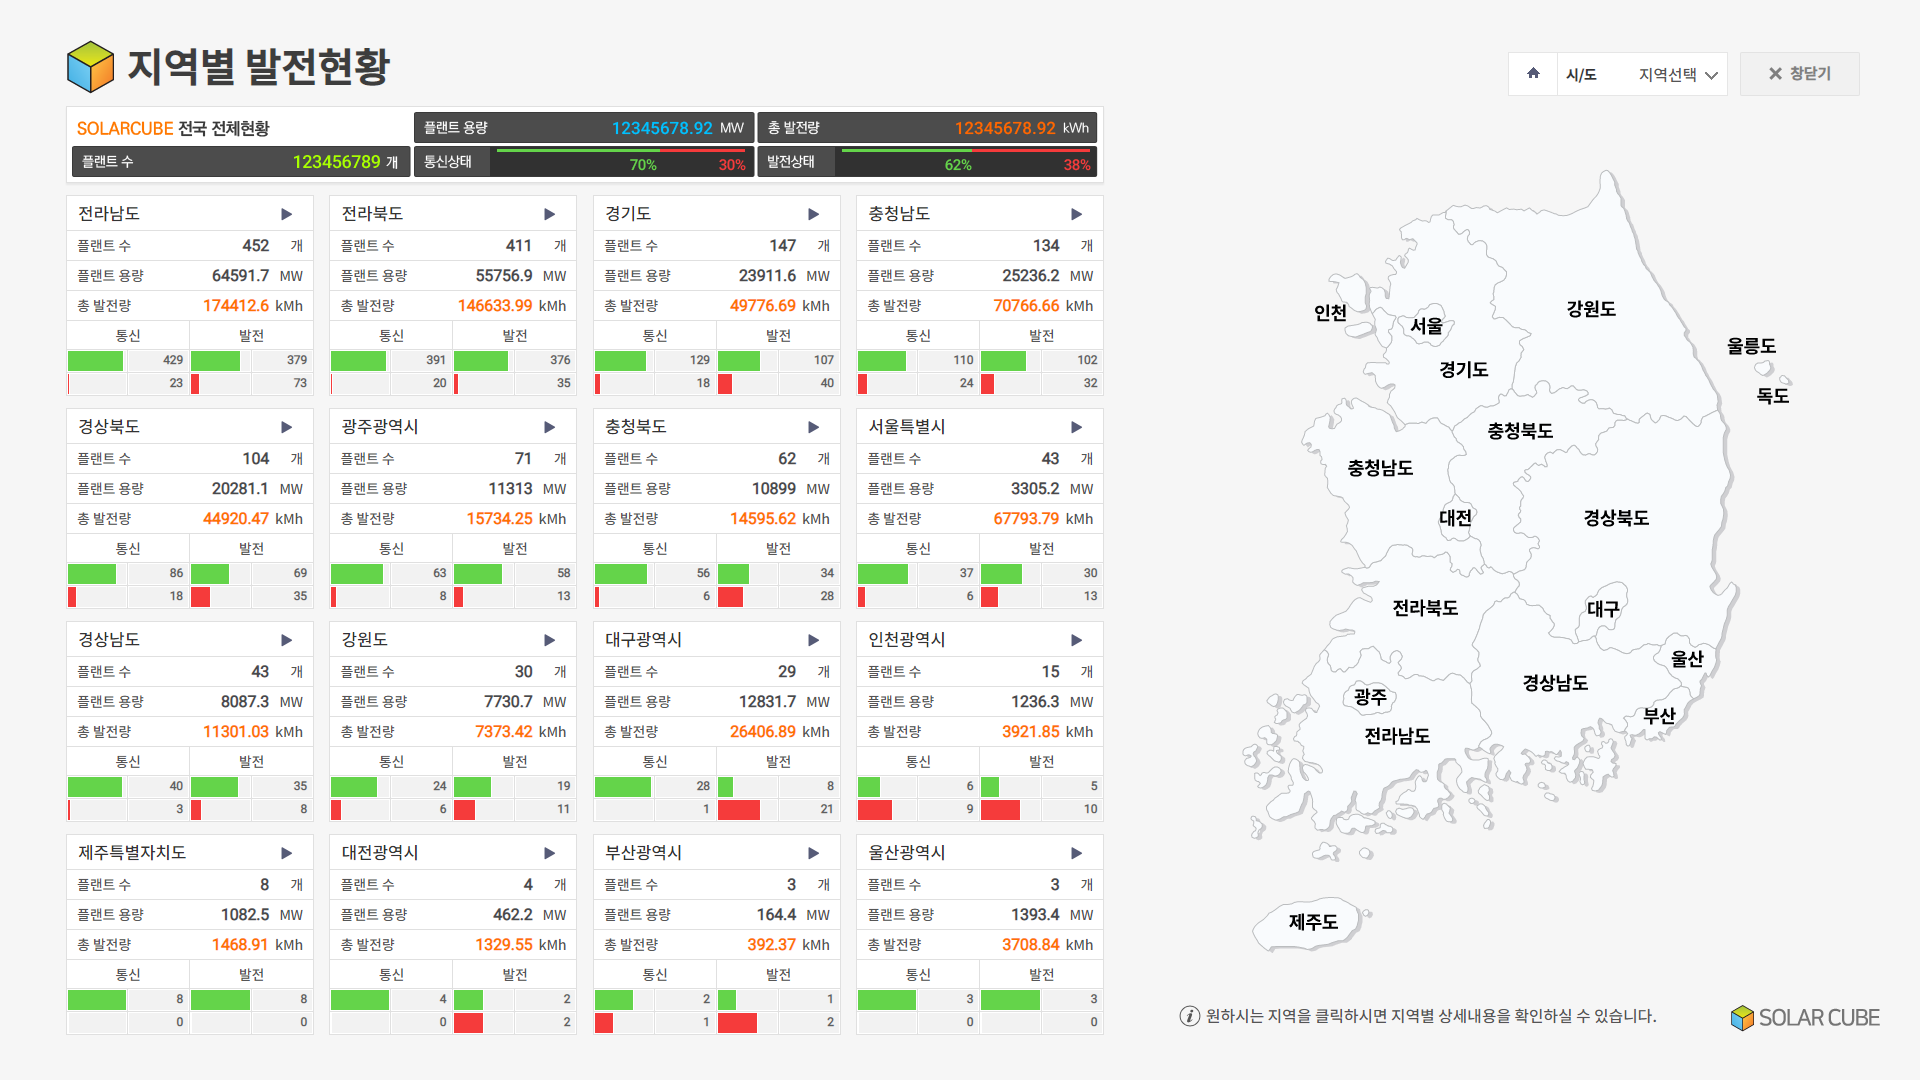 지역별 발전현황
시/도 지역선택
창닫기
SOLARCUBE 전국 전체현황
플랜트 용량 12345678.92 MW
총 발전량 12345678.92 kWh
플랜트 수 123456789 개
통신상태 70% 30%
발전상태 62% 38%
전라남도
플랜트 수 452 개
플랜트 용량 64591.7 MW
총 발전량 174412.6 kMh
통신 발전
429 379
23 73
전라북도
플랜트 수 411 개
플랜트 용량 55756.9 MW
총 발전량 146633.99 kMh
통신 발전
391 376
20 35
경기도
플랜트 수 147 개
플랜트 용량 23911.6 MW
총 발전량 49776.69 kMh
통신 발전
129 107
18 40
충청남도
플랜트 수 134 개
플랜트 용량 25236.2 MW
총 발전량 70766.66 kMh
통신 발전
110 102
24 32
경상북도
플랜트 수 104 개
플랜트 용량 20281.1 MW
총 발전량 44920.47 kMh
통신 발전
86 69
18 35
광주광역시
플랜트 수 71 개
플랜트 용량 11313 MW
총 발전량 15734.25 kMh
통신 발전
63 58
8 13
충청북도
플랜트 수 62 개
플랜트 용량 10899 MW
총 발전량 14595.62 kMh
통신 발전
56 34
6 28
서울특별시
플랜트 수 43 개
플랜트 용량 3305.2 MW
총 발전량 67793.79 kMh
통신 발전
37 30
6 13
경상남도
플랜트 수 43 개
플랜트 용량 8087.3 MW
총 발전량 11301.03 kMh
통신 발전
40 35
3 8
강원도
플랜트 수 30 개
플랜트 용량 7730.7 MW
총 발전량 7373.42 kMh
통신 발전
24 19
6 11
대구광역시
플랜트 수 29 개
플랜트 용량 12831.7 MW
총 발전량 26406.89 kMh
통신 발전
28 8
1 21
인천광역시
플랜트 수 15 개
플랜트 용량 1236.3 MW
총 발전량 3921.85 kMh
통신 발전
6 5
9 10
제주특별자치도
플랜트 수 8 개
플랜트 용량 1082.5 MW
총 발전량 1468.91 kMh
통신 발전
8 8
0 0
대전광역시
플랜트 수 4 개
플랜트 용량 462.2 MW
총 발전량 1329.55 kMh
통신 발전
4 2
0 2
부산광역시
플랜트 수 3 개
플랜트 용량 164.4 MW
총 발전량 392.37 kMh
통신 발전
2 1
1 2
울산광역시
플랜트 수 3 개
플랜트 용량 1393.4 MW
총 발전량 3708.84 kMh
통신 발전
3 3
0 0
강원도
인천
서울
울릉도
경기도
독도
충청북도
충청남도
대전
경상북도
전라북도
대구
울산
경상남도
광주
부산
전라남도
제주도
원하시는 지역을 클릭하시면 지역별 상세내용을 확인하실 수 있습니다.
SOLAR CUBE